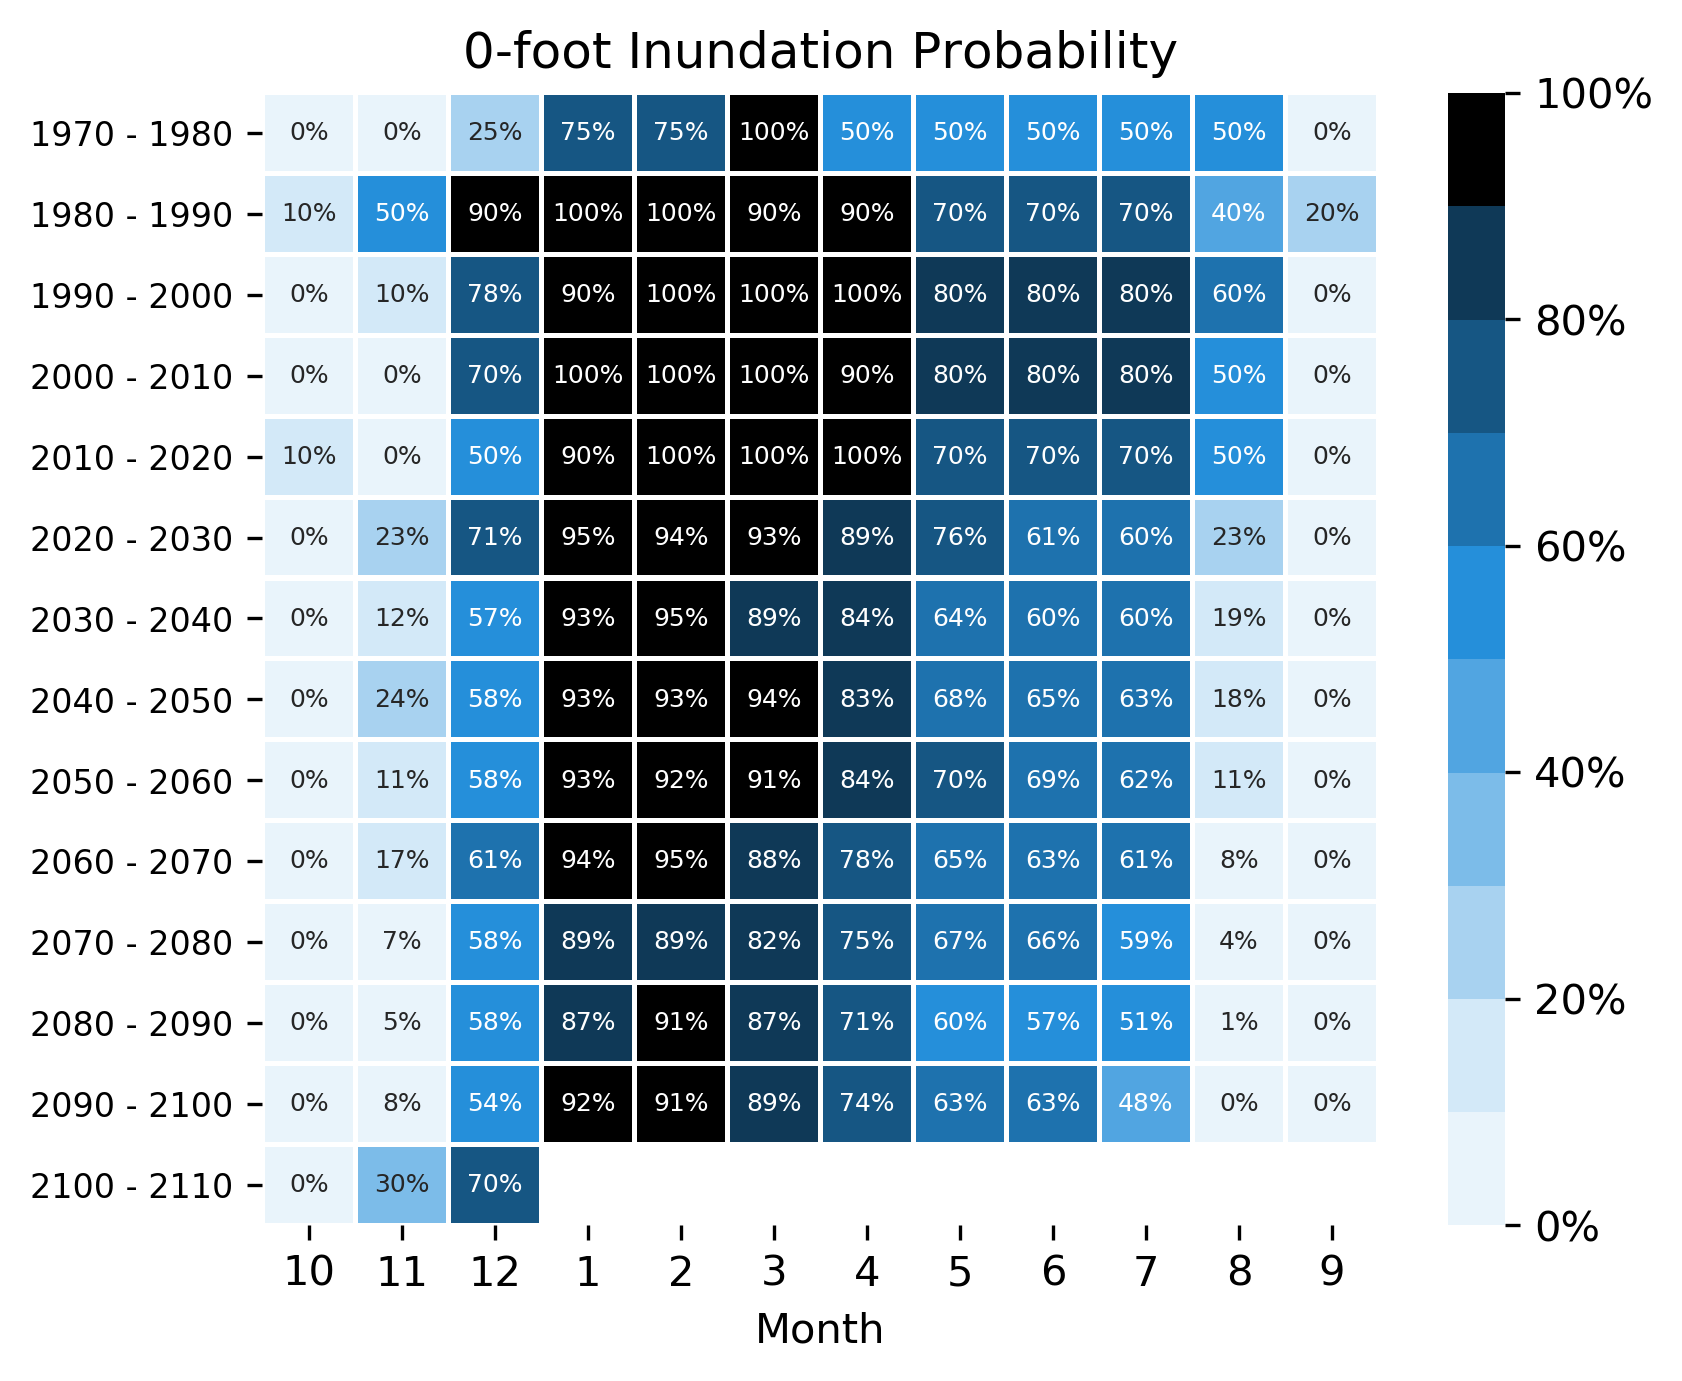 0-foot Inundation Probability
1970 - 1980 0% 0% 25% 75% 75% 100% 50% 50% 50% 50% 50% 0%
1980 - 1990 10% 50% 90% 100% 100% 90% 90% 70% 70% 70% 40% 20%
1990 - 2000 0% 10% 78% 90% 100% 100% 100% 80% 80% 80% 60% 0%
2000 - 2010 0% 0% 70% 100% 100% 100% 90% 80% 80% 80% 50% 0%
2010 - 2020 10% 0% 50% 90% 100% 100% 100% 70% 70% 70% 50% 0%
2020 - 2030 0% 23% 71% 95% 94% 93% 89% 76% 61% 60% 23% 0%
2030 - 2040 0% 12% 57% 93% 95% 89% 84% 64% 60% 60% 19% 0%
2040 - 2050 0% 24% 58% 93% 93% 94% 83% 68% 65% 63% 18% 0%
2050 - 2060 0% 11% 58% 93% 92% 91% 84% 70% 69% 62% 11% 0%
2060 - 2070 0% 17% 61% 94% 95% 88% 78% 65% 63% 61% 8% 0%
2070 - 2080 0% 7% 58% 89% 89% 82% 75% 67% 66% 59% 4% 0%
2080 - 2090 0% 5% 58% 87% 91% 87% 71% 60% 57% 51% 1% 0%
2090 - 2100 0% 8% 54% 92% 91% 89% 74% 63% 63% 48% 0% 0%
2100 - 2110 0% 30% 70%
10 11 12 1 2 3 4 5 6 7 8 9
Month
100%
80%
60%
40%
20%
0%